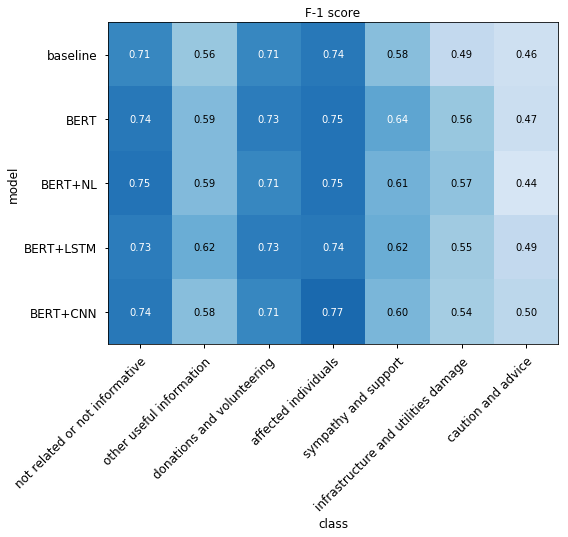 F-1 score
model
baseline 0.71 0.56 0.71 0.74 0.58 0.49 0.46
BERT 0.74 0.59 0.73 0.75 0.64 0.56 0.47
BERT+NL 0.75 0.59 0.71 0.75 0.61 0.57 0.44
BERT+LSTM 0.73 0.62 0.73 0.74 0.62 0.55 0.49
BERT+CNN 0.74 0.58 0.71 0.77 0.60 0.54 0.50
not related or not informative
other useful information
donations and volunteering
affected individuals
sympathy and support
infrastructure and utilities damage
caution and advice
class